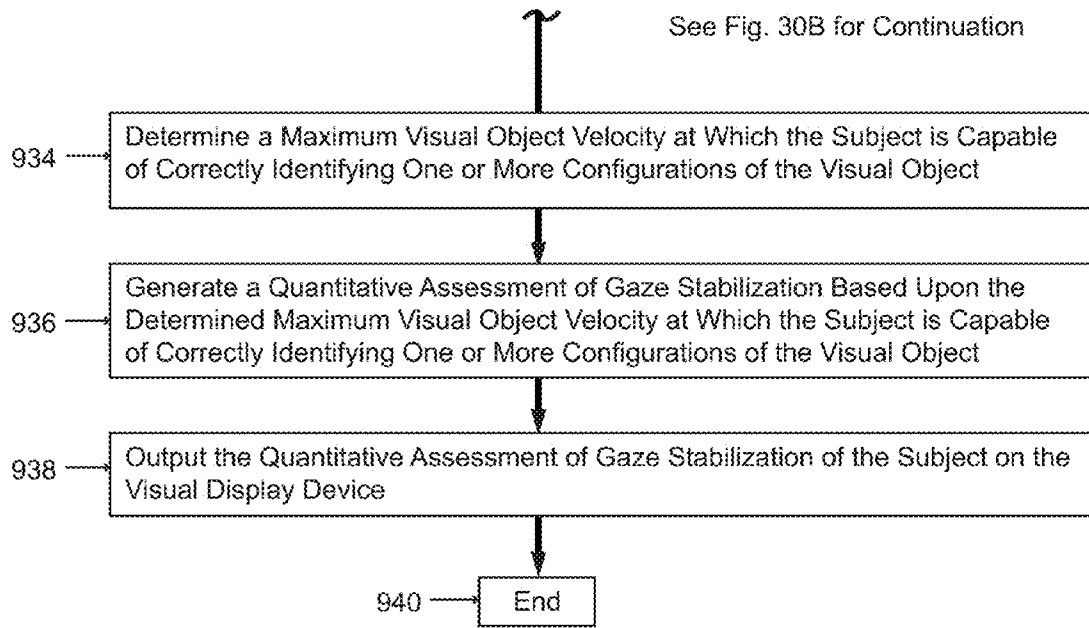 See Fig. 30B for Continuation
934
Determine a Maximum Visual Object Velocity at Which the Subject is Capable
of Correctly Identifying One or More Configurations of the Visual Object
936
Generate a Quantitative Assessment of Gaze Stabilization Based Upon the
Determined Maximum Visual Object Velocity at Which the Subject is Capable
of Correctly Identifying One or More Configurations of the Visual Object
938
Output the Quantitative Assessment of Gaze Stabilization of the Subject on the
Visual Display Device
940
End